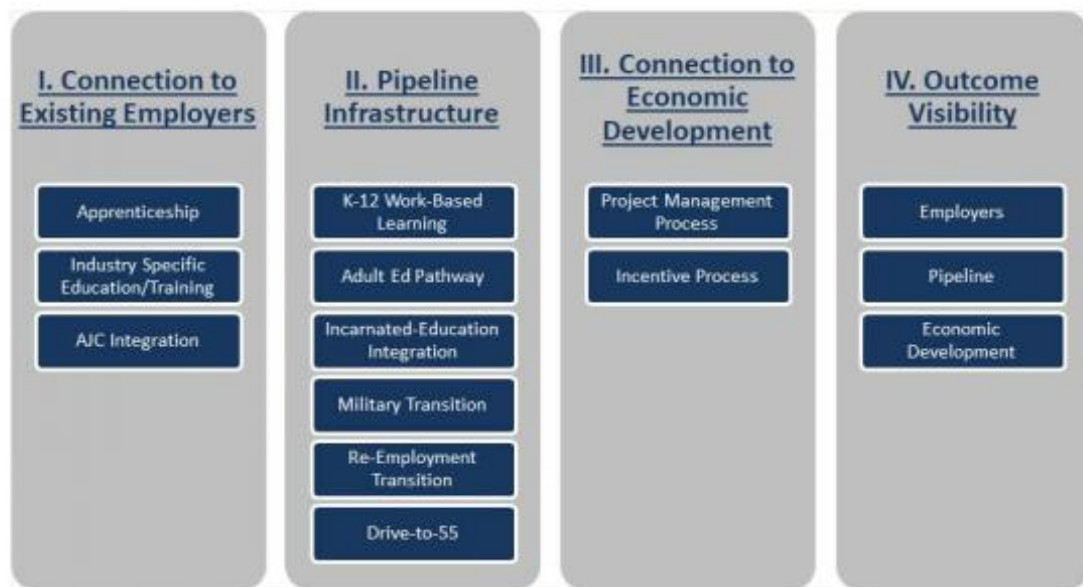 I. Connection to
Existing Employers
Apprenticeship
Industry Specific
Education/Training
AJC Integration
II. Pipeline
Infrastructure
K-12 Work-Based
Learning
Adult Ed Pathway
Incarnated-Education
Integration
Military Transition
Re-Employment
Transition
Drive-to-55
III. Connection to
Economic
Development
Project Management
Process
Incentive Process
IV. Outcome
Visibility
Employers
Pipeline
Economic
Development